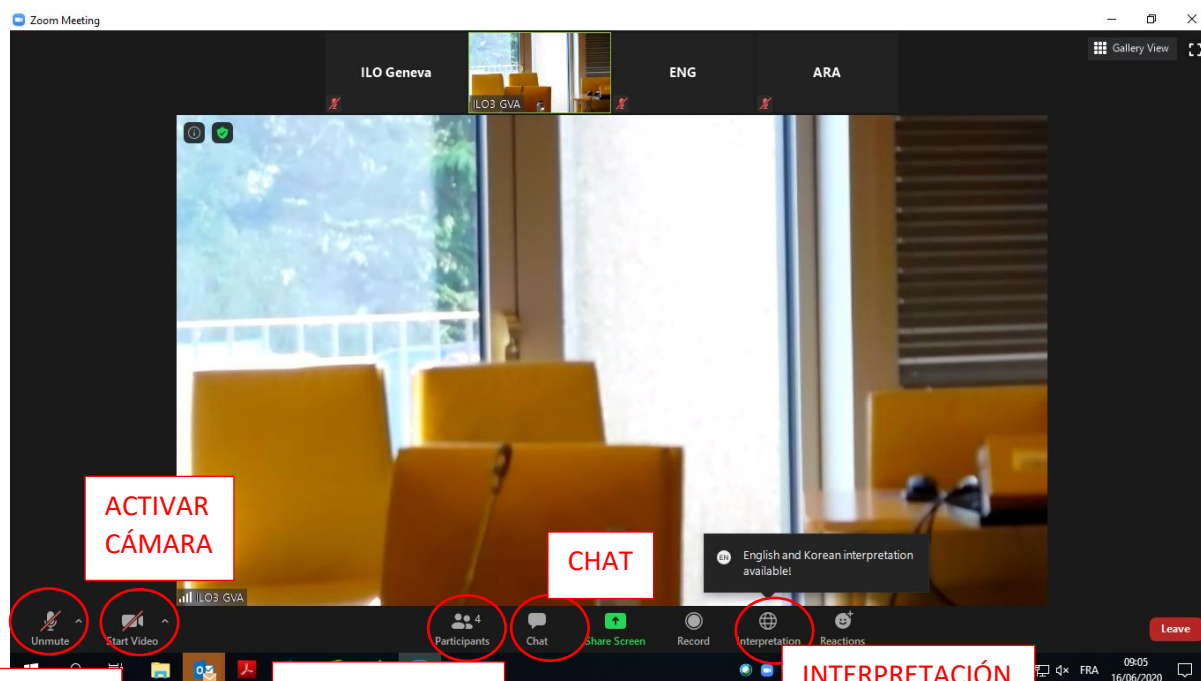 Zoom Meeting
Gallery View
ILO Geneva
ILO3 GVA
ENG
ARA
ACTIVAR
CÁMARA
CHAT
EN
English and Korean interpretation
available!
ILO3 GVA
Unmute
Start Video
4
Participants
Chat
Share Screen
Record
Interpretation
Reactions
Leave
INTERPRETACIÓN
FRA
09:05
16/06/2020